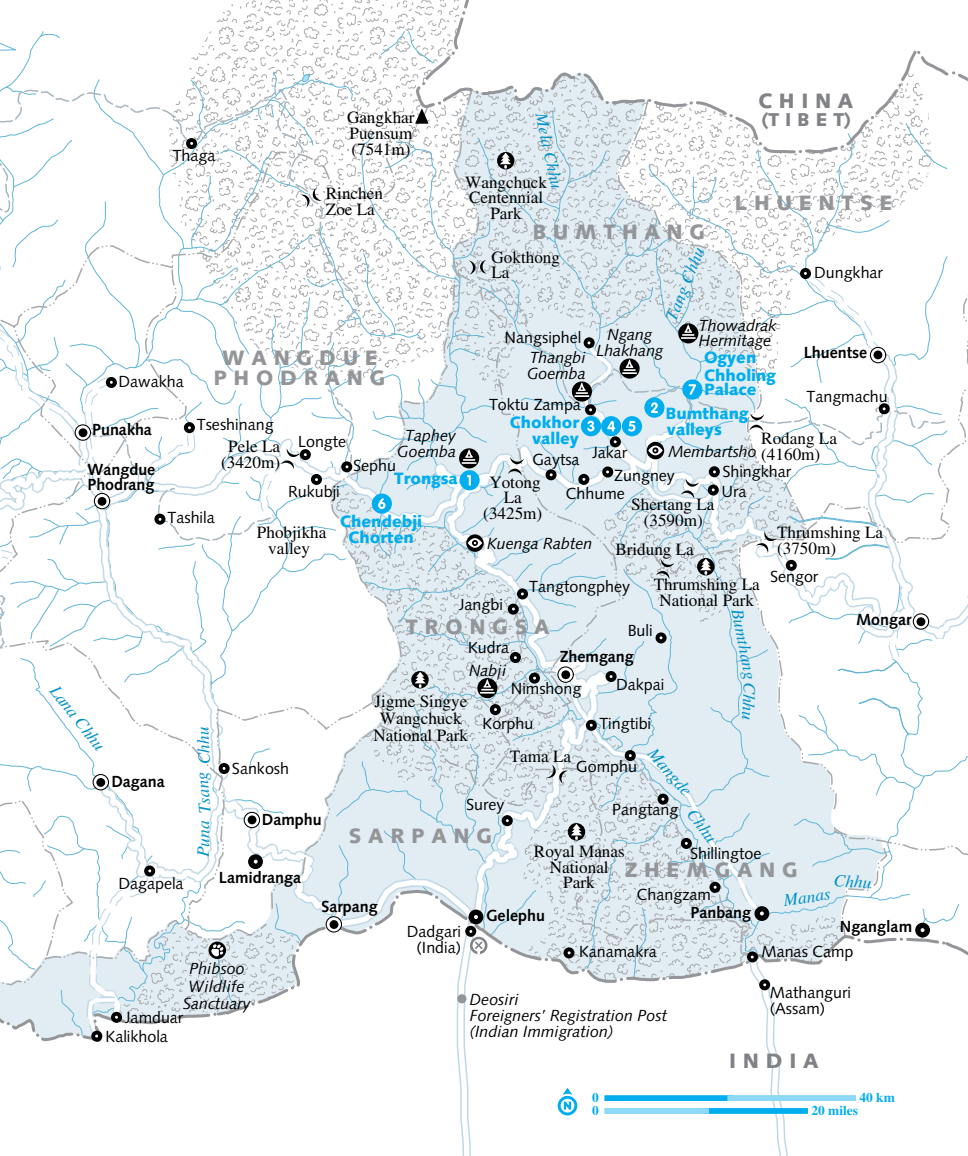 CHINA
(TIBET)
Gangkhar
Puensum
(7541m)
Mela Chhu
Thaga
Wangchuck
Centennial
Park
Rinchen
Zoe La
LHUENTSE
BUMTHANG
Gokthong
La
Tang Chhu
Dungkhar
Nangsiphel
Ngang
Lhakhang
Thowadrak
Hermitage
Thangbi
Goemba
Lhuentse
WANGDUE
PHODRANG
Ogyen
Chholing
Palace
7
Dawakha
Toktu Zampa
2
Bumthang
valleys
Tangmachu
Chokhor
valley
3
4
5
Punakha
Tseshinang
Pele La
(3420m)
Longte
Taphey
Goemba
Jakar
Membartsho
Rodang La
(4160m)
Wangdue
Phodrang
Sephu
Trongsa
1
Gaytsa
Zungney
Shingkhar
Rukubji
Yotong
La
(3425m)
Chhume
Ura
Shertang La
(3590m)
6
Chendebji
Chorten
Tashila
Phobjikha
valley
Kuenga Rabten
Bridung La
Thrumshing La
(3750m)
Sengor
Thrumshing La
National Park
Tangtongphey
Jangbi
Bumthang Chhu
TRONGSA
Mongar
Buli
Kudra
Zhemgang
Nabji
Nimshong
Dakpai
Jigme Singye
Wangchuck
National Park
Korphu
Lana Chhu
Puna Tsang Chhu
Tingtibi
Tama La
Gomphu
Mangde Chhu
Sankosh
Dagana
Pangtang
Surey
Damphu
SARPANG
Royal Manas
National
Park
Shillingtoe
ZHEMGANG
Dagapela
Lamidranga
Changzam
Manas Chhu
Sarpang
Gelephu
Panbang
Dadgari
(India)
Nganglam
Kanamakra
Manas Camp
Phibsoo
Wildlife
Sanctuary
Mathanguri
(Assam)
Deosiri
Foreigners' Registration Post
(Indian Immigration)
Jamduar
Kalikhola
INDIA
N
0
40 km
0
20 miles